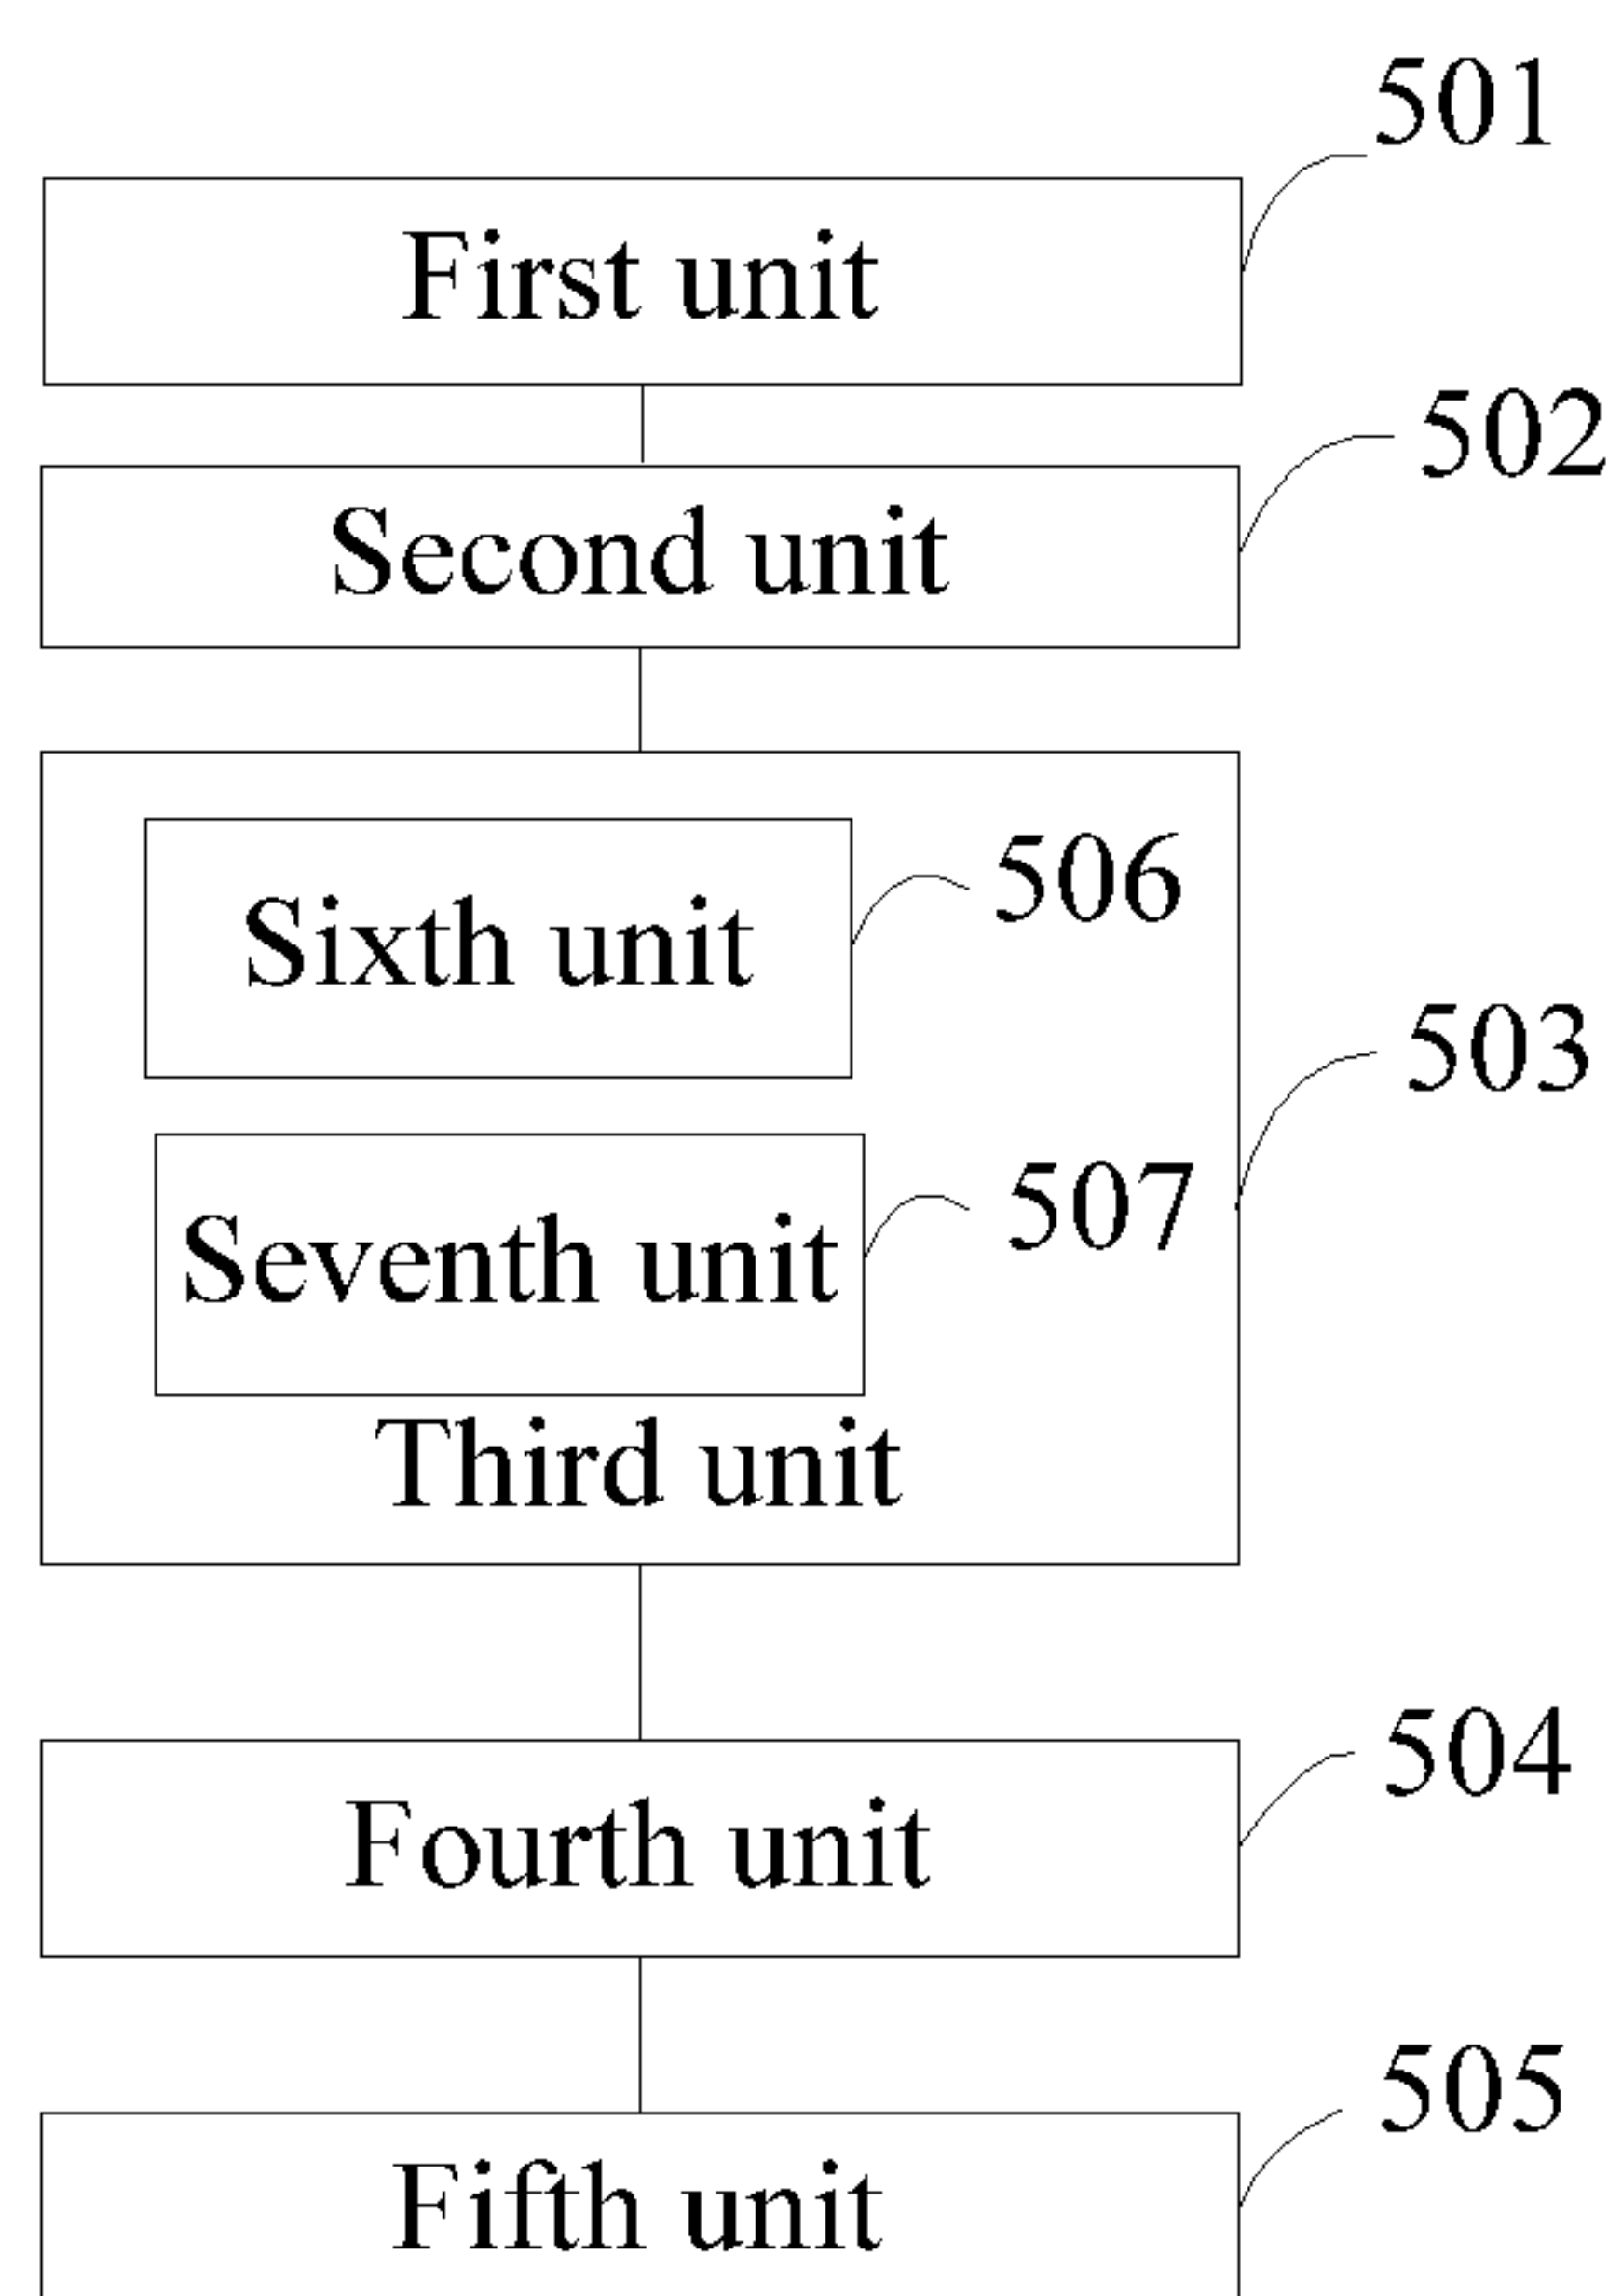 501
First unit
502
Second unit
506
Sixth unit
503
507
Seventh unit
Third unit
504
Fourth unit
505
Fifth unit